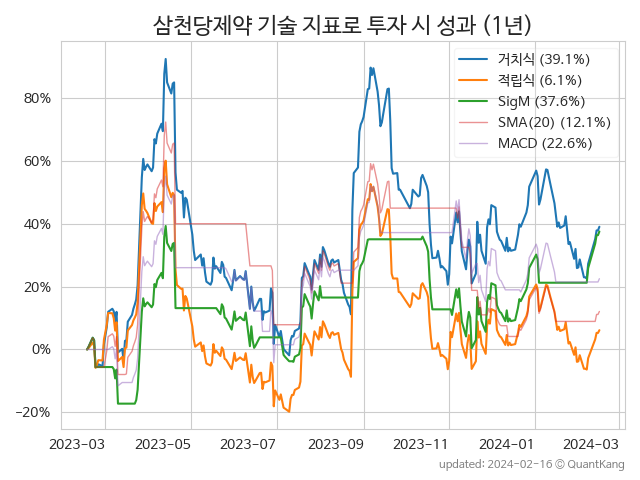 삼천당제약 기술 지표로 투자 시 성과 (1년)
거치식 (39.1%)
적립식 (6.1%)
SigM (37.6%)
SMA(20) (12.1%)
MACD (22.6%)
80%
60%
40%
20%
0%
−20%
2023-03 2023-05 2023-07 2023-09 2023-11 2024-01 2024-03
updated: 2024-02-16 © QuantKang